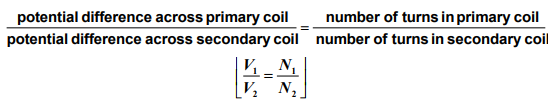 potential difference across primary coil / potential difference across secondary coil = number of turns in primary coil / number of turns in secondary coil
[V₁/V₂ = N₁/N₂]